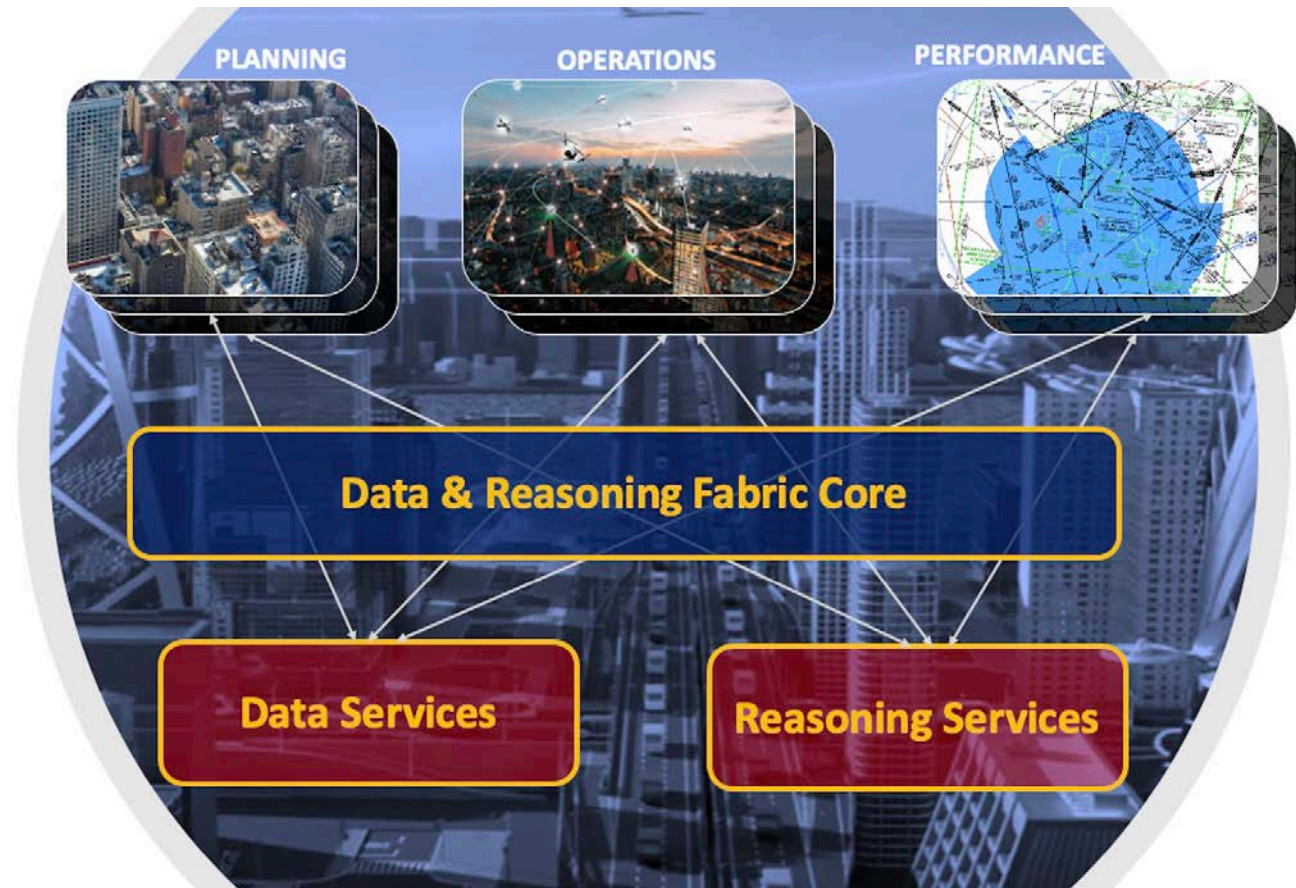 PLANNING
OPERATIONS
PERFORMANCE
Data & Reasoning Fabric Core
Data Services
Reasoning Services